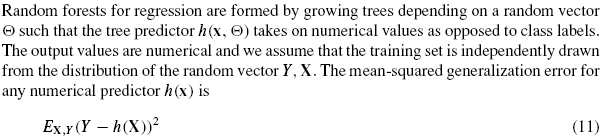 Random forests for regression are formed by growing trees depending on a random vector
Θ such that the tree predictor h(x, Θ) takes on numerical values as opposed to class labels.
The output values are numerical and we assume that the training set is independently drawn
from the distribution of the random vector Y, X. The mean-squared generalization error for
any numerical predictor h(x) is
E_{X,Y}(Y − h(X))² (11)